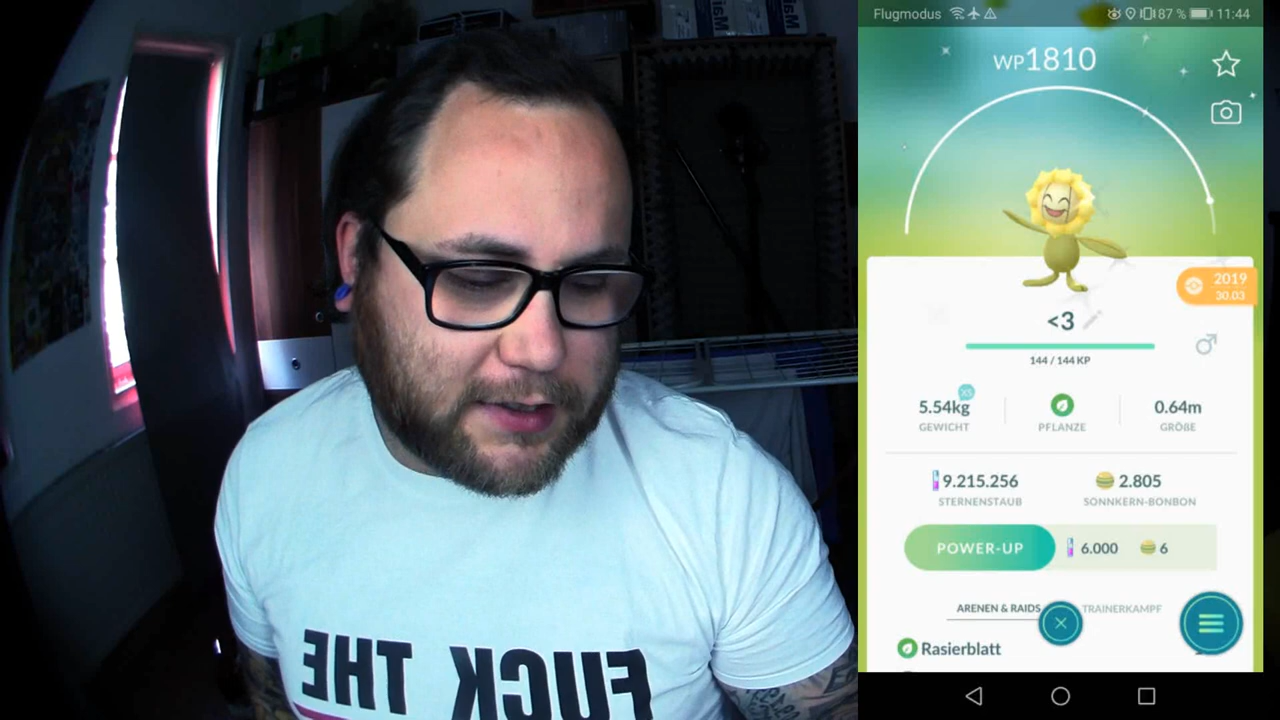 FUCK THE
Flugmodus 87 % 11:44
WP1810
2019
30.03
<3
144 / 144 KP
XS
5.54kg
GEWICHT
PFLANZE
0.64m
GRÖßE
9.215.256
STERNENSTAUB
2.805
SONNKERN-BONBON
POWER-UP 6.000 6
ARENEN & RAIDS TRAINERKAMPF
Rasierblatt